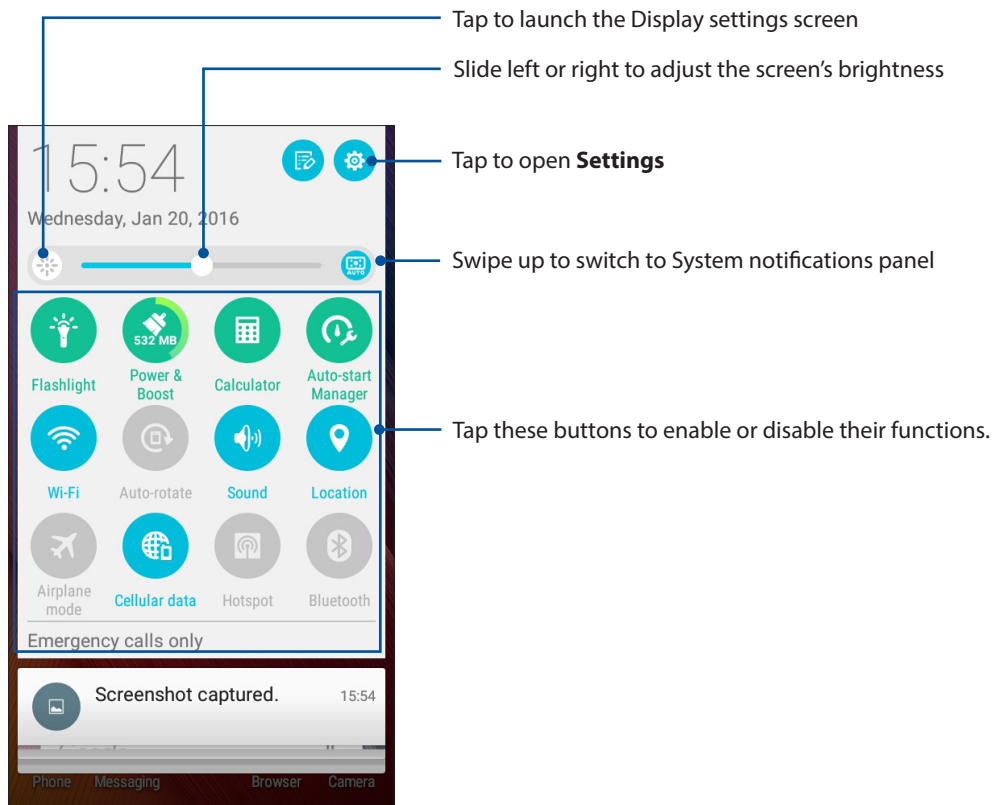 Tap to launch the Display settings screen
Slide left or right to adjust the screen's brightness
15:54
Tap to open Settings
Wednesday, Jan 20, 2016
AUTO
Swipe up to switch to System notifications panel
532 MB
Flashlight
Power &
Boost
Calculator
Auto-start
Manager
Tap these buttons to enable or disable their functions.
Wi-Fi
Auto-rotate
Sound
Location
Airplane
mode
Cellular data
Hotspot
Bluetooth
Emergency calls only
Screenshot captured.
15:54
Phone
Messaging
Browser
Camera